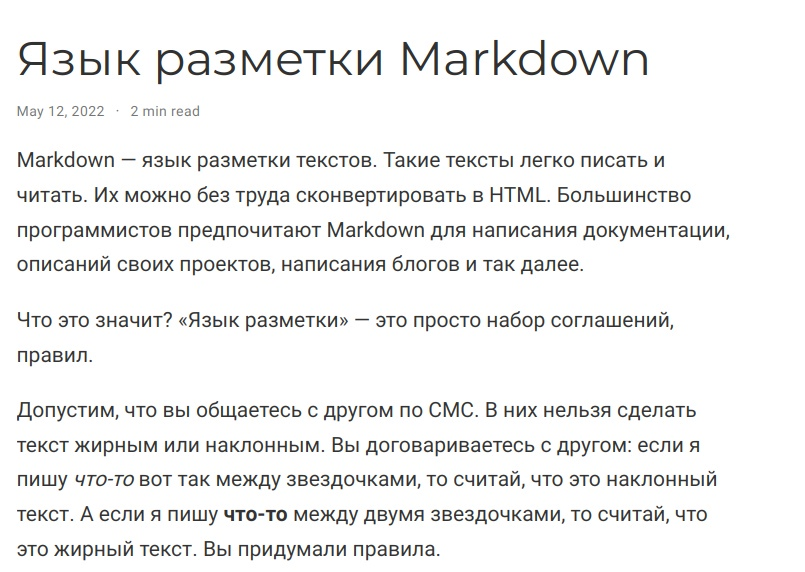 Язык разметки Markdown
May 12, 2022 · 2 min read
Markdown — язык разметки текстов. Такие тексты легко писать и
читать. Их можно без труда сконвертировать в HTML. Большинство
программистов предпочитают Markdown для написания документации,
описаний своих проектов, написания блогов и так далее.
Что это значит? «Язык разметки» — это просто набор соглашений,
правил.
Допустим, что вы общаетесь с другом по СМС. В них нельзя сделать
текст жирным или наклонным. Вы договариваетесь с другом: если я
пишу что-то вот так между звездочками, то считай, что это наклонный
текст. А если я пишу что-то между двумя звездочками, то считай, что
это жирный текст. Вы придумали правила.